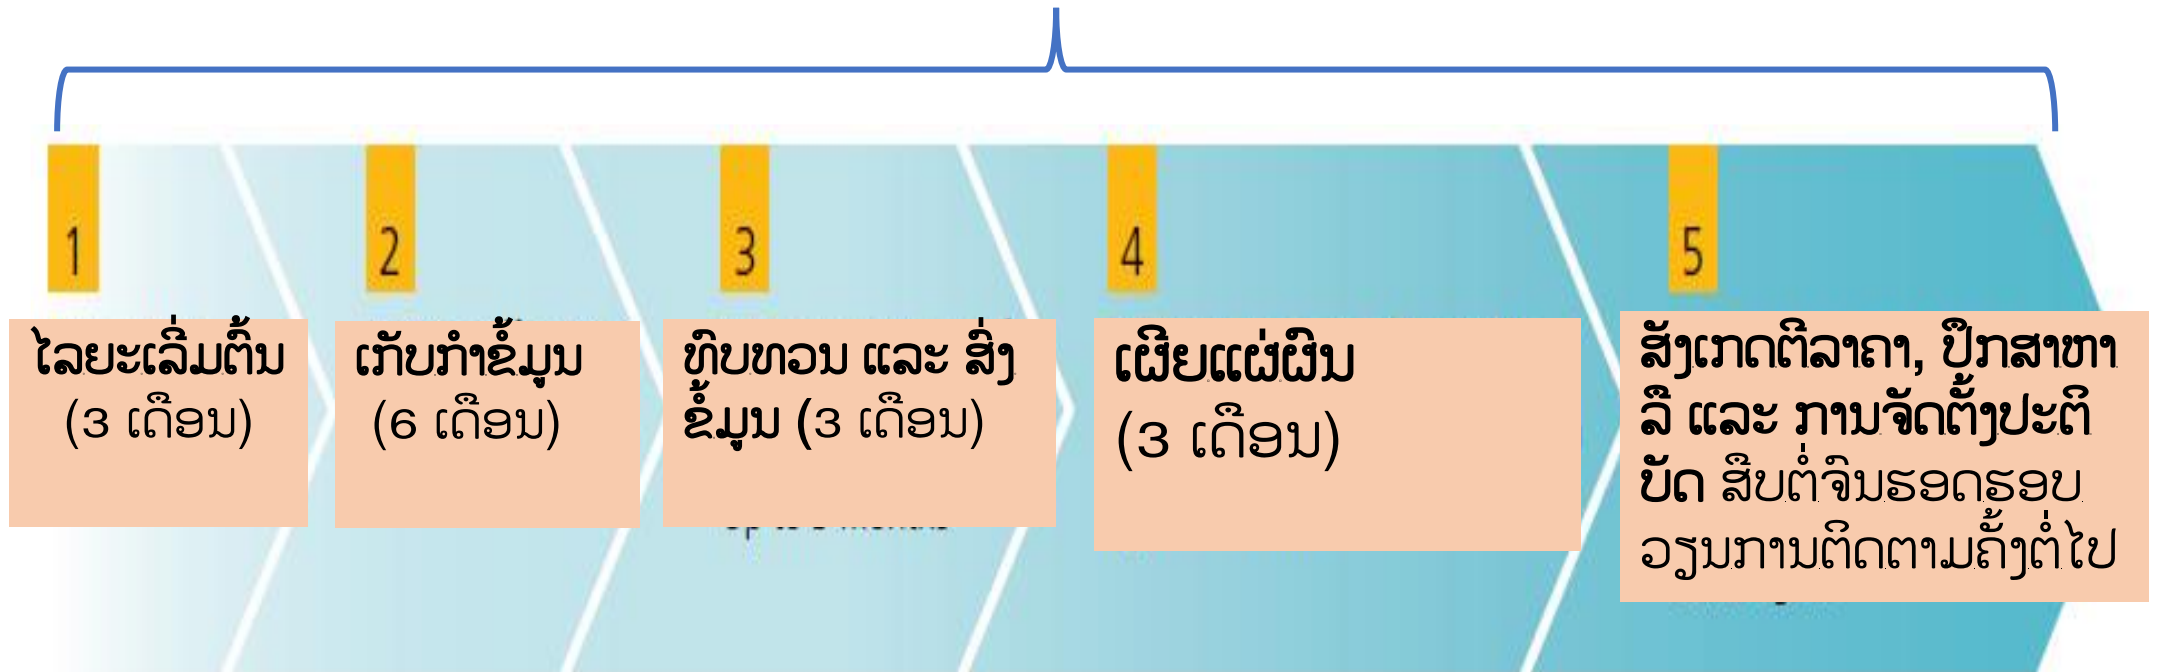 1
2
3
4
5
ໄລຍະເລີ່ມຕົ້ນ
(3 ເດືອນ)
ເກັບກຳຂໍ້ມູນ
(6 ເດືອນ)
ທົບທວນ ແລະ ສົ່ງ
ຂໍ້ມູນ (3 ເດືອນ)
ເຜີຍແຜ່ຜົນ
(3 ເດືອນ)
ສັງເກດຕີລາຄາ, ປຶກສາຫາ
ລື ແລະ ການຈັດຕັ້ງປະຕິ
ບັດ ສືບຕໍ່ຈົນຮອດຮອບ
ວຽນການຕິດຕາມຄັ້ງຕໍ່ໄປ